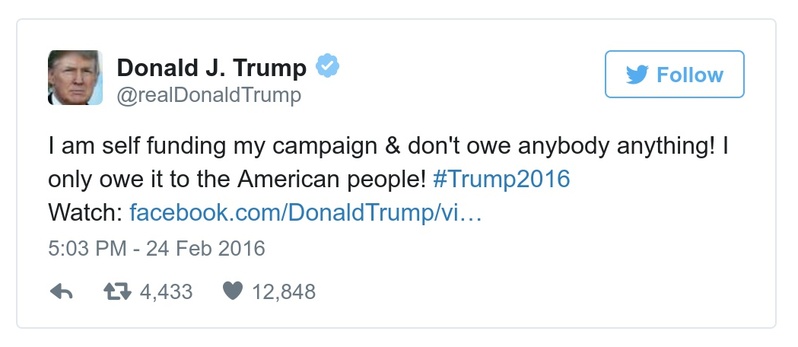 Donald J. Trump
@realDonaldTrump
Follow
I am self funding my campaign & don't owe anybody anything! I
only owe it to the American people! #Trump2016
Watch: facebook.com/DonaldTrump/vi…
5:03 PM - 24 Feb 2016
4,433 12,848